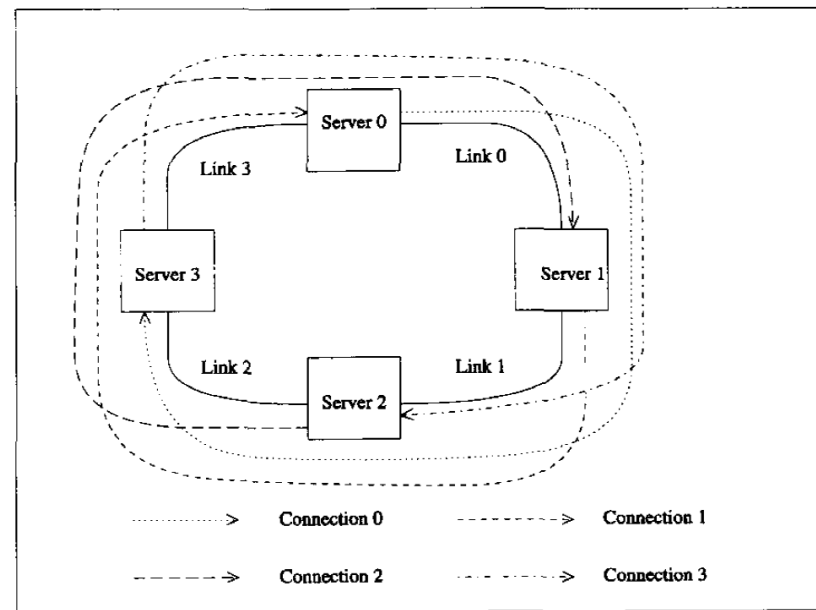 Server 0
Link 3
Link 0
Server 3
Server 1
Link 2
Link 1
Server 2
Connection 0
Connection 1
Connection 2
Connection 3